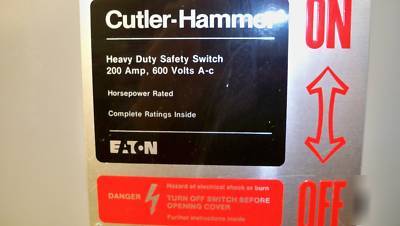 Cutler-Hammer
ON
Heavy Duty Safety Switch
200 Amp, 600 Volts A-c
Horsepower Rated
Complete Ratings Inside
EATON
DANGER
Hazard of electrical shock or burn
TURN OFF SWITCH BEFORE
OPENING COVER
Further instructions inside
OFF